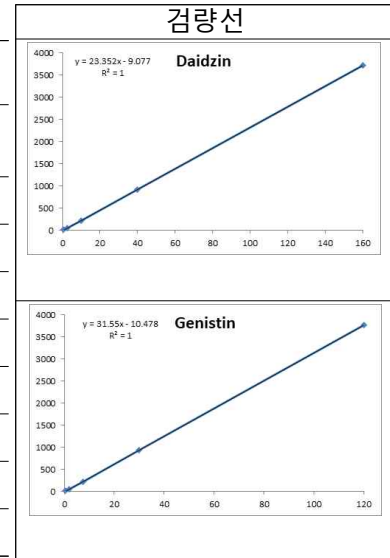 검량선
Daidzin
y = 23.352x - 9.077
R² = 1
4000
3500
3000
2500
2000
1500
1000
500
0
0 20 40 60 80 100 120 140 160
Genistin
y = 31.55x - 10.478
R² = 1
4000
3500
3000
2500
2000
1500
1000
500
0
0 20 40 60 80 100 120